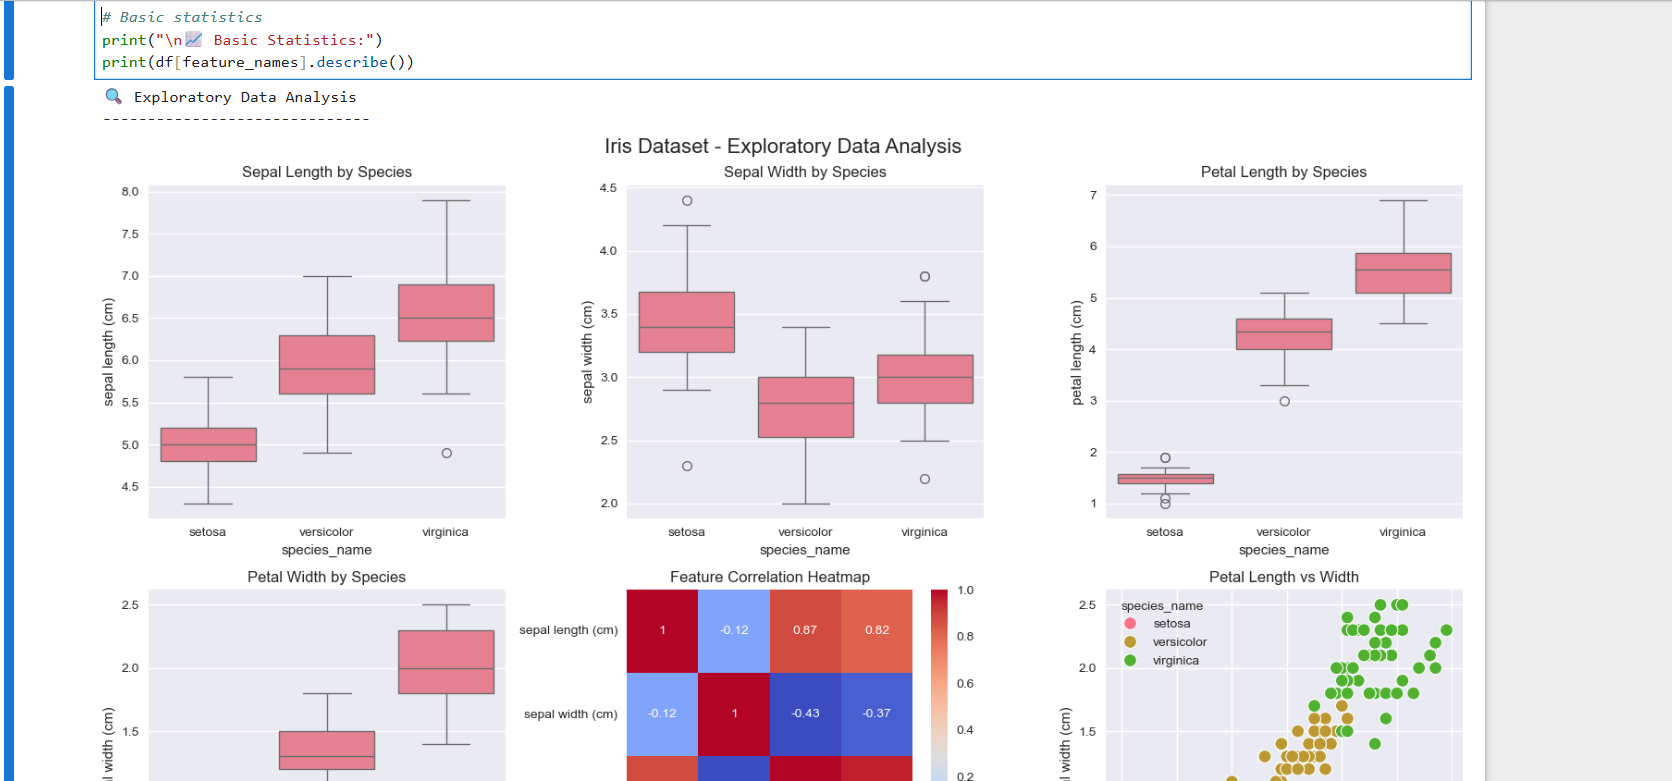 # Basic statistics
print("\n📈 Basic Statistics:")
print(df[feature_names].describe())
🔍 Exploratory Data Analysis
------------------------------
Iris Dataset - Exploratory Data Analysis
Sepal Length by Species
8.0
7.5
7.0
6.5
6.0
5.5
5.0
4.5
sepal length (cm)
setosa versicolor virginica
species_name
Sepal Width by Species
4.5
4.0
3.5
3.0
2.5
2.0
sepal width (cm)
setosa versicolor virginica
species_name
Petal Length by Species
7
6
5
4
3
2
1
petal length (cm)
setosa versicolor virginica
species_name
Petal Width by Species
2.5
2.0
1.5
width (cm)
Feature Correlation Heatmap
sepal length (cm) 1 -0.12 0.87 0.82
sepal width (cm) -0.12 1 -0.43 -0.37
1.0
0.8
0.6
0.4
0.2
Petal Length vs Width
2.5
2.0
1.5
width (cm)
species_name
setosa
versicolor
virginica